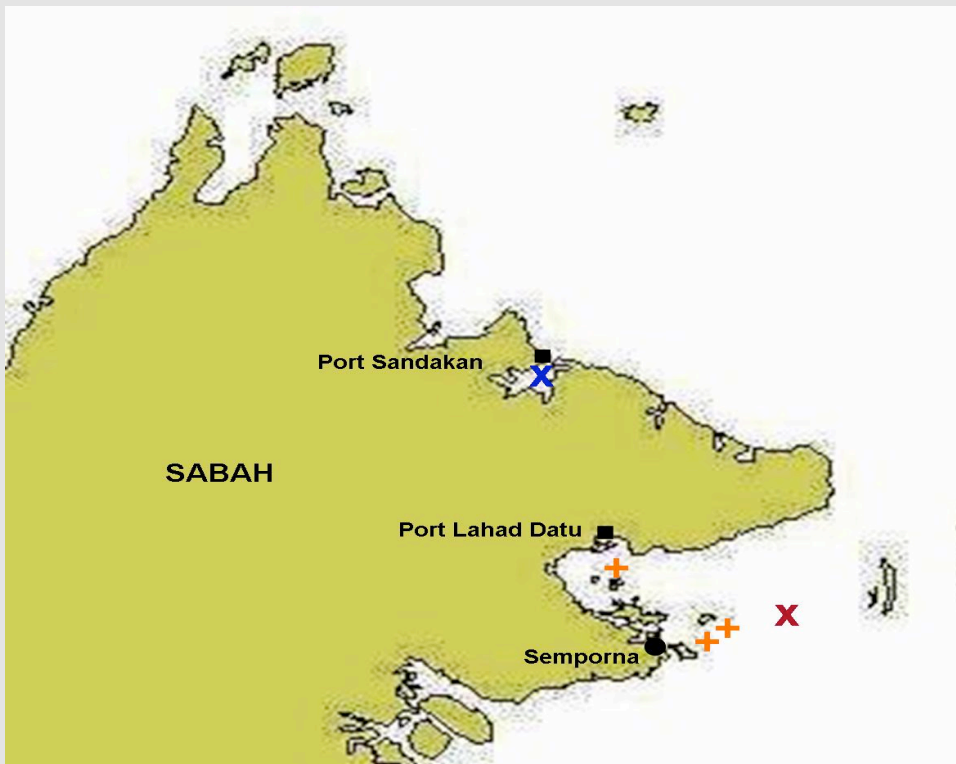 Port Sandakan
X
SABAH
Port Lahad Datu
+
X
+
+
Semporna